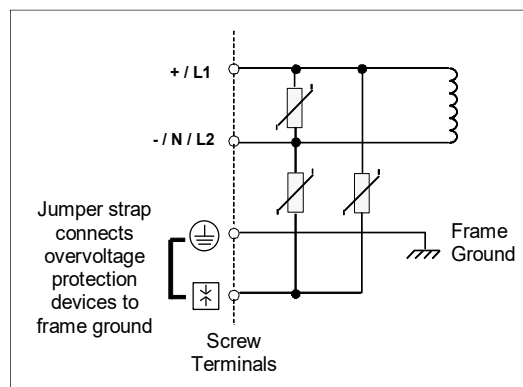 + / L1
- / N / L2
Jumper strap
connects
overvoltage
protection
devices to
frame ground
Frame
Ground
Screw
Terminals